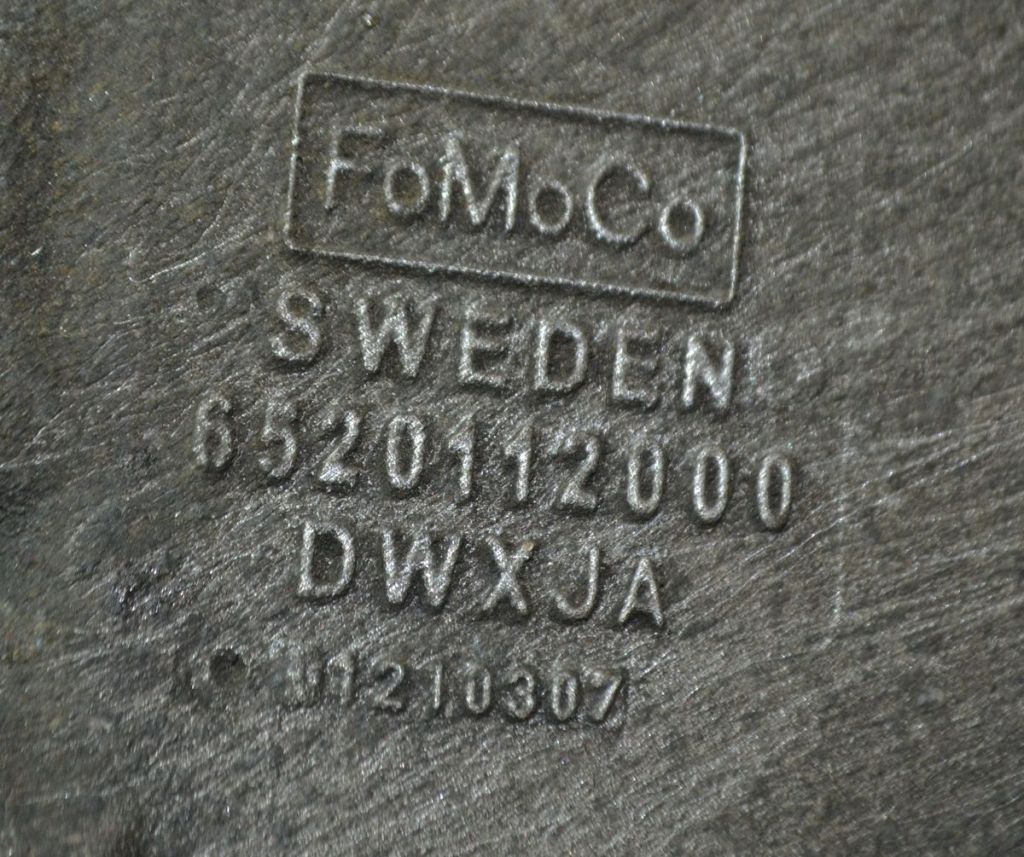 FoMoCo
SWEDEN
6520112000
DWXJA